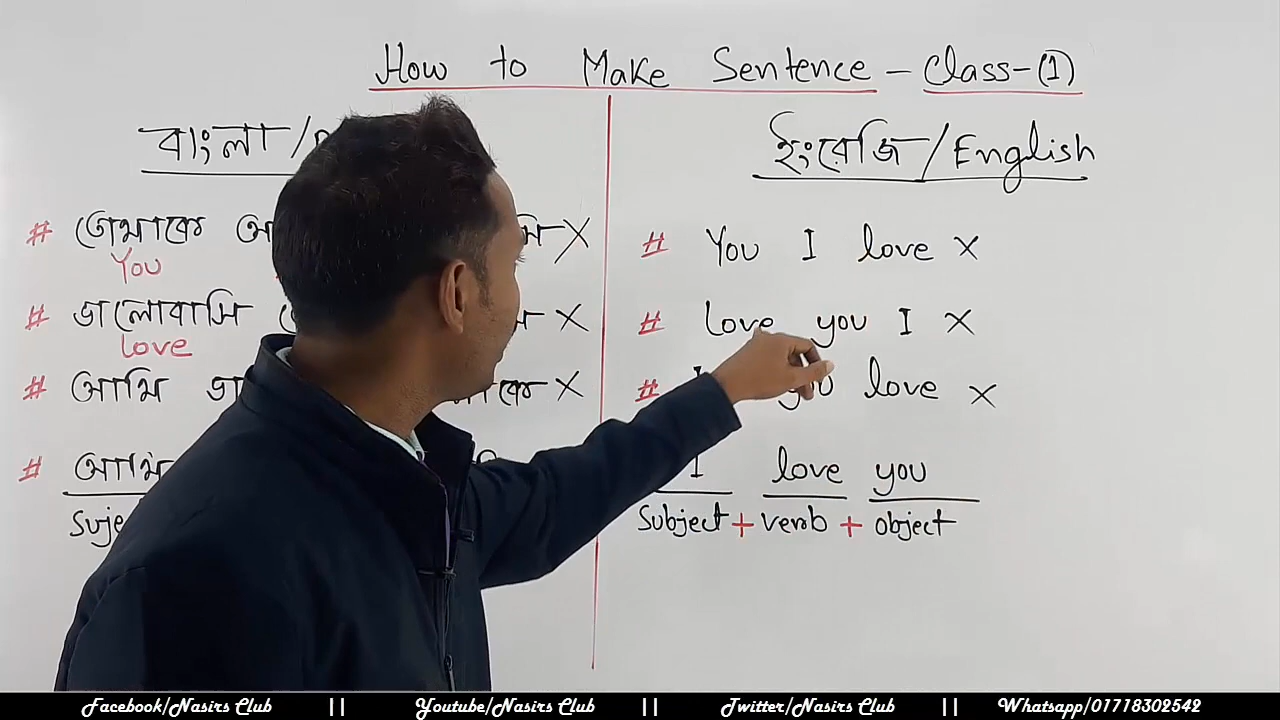 How to Make Sentence - Class-(1)
বাংলা/
ইংরেজি/English
# তোমাকে
You
# ভালোবাসি
love
# আমি
# আমি
Suje
# You I love ×
# Love you I ×
# I you love ×
I love you
Subject + verb + object
Facebook/Nasirs Club || Youtube/Nasirs Club || Twitter/Nasirs Club || Whatsapp/01718302542